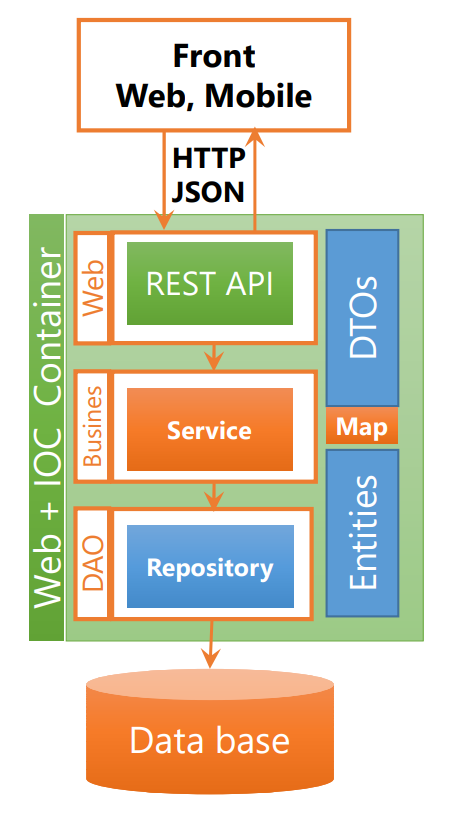 Front
Web, Mobile
HTTP
JSON
Web + IOC  Container
Web
REST API
DTOs
Busines
Service
Map
DAO
Repository
Entities
Data base